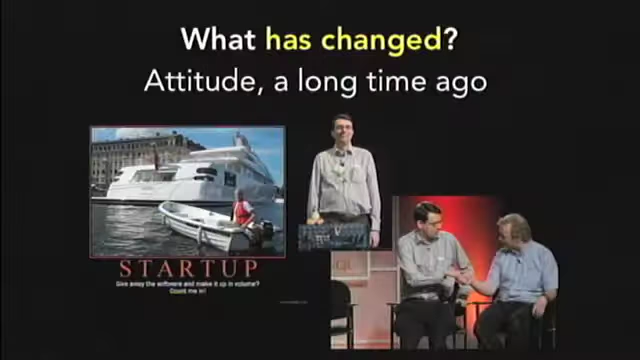 What has changed?
Attitude, a long time ago
STARTUP
Give away the software and make it up in volume?
Count me in!